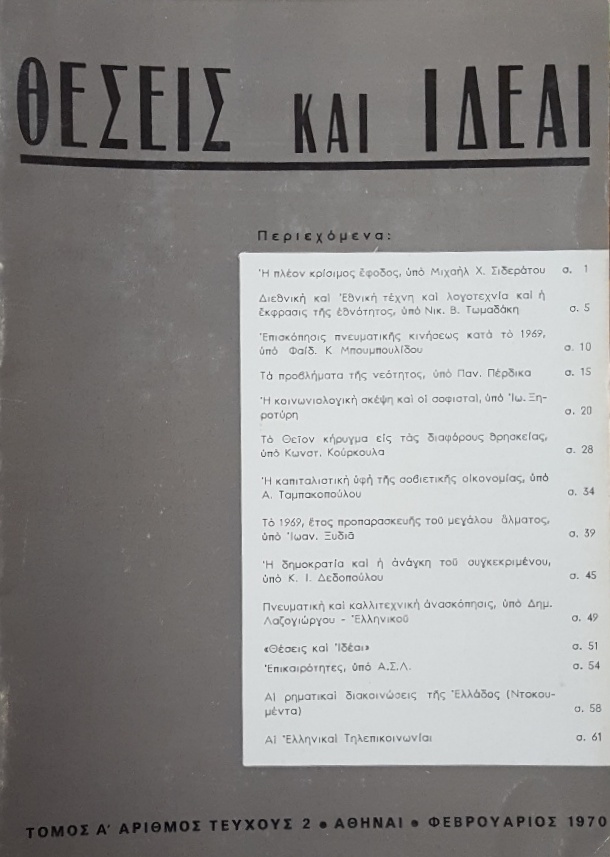 ΘΕΣΕΙΣ ΚΑΙ ΙΔΕΑΙ
Περιεχόμενα:
Ἡ πλέον κρίσιμος ἔφοδος, ὑπό Μιχαήλ Χ. Σιδεράτου σ. 1
Διεθνική καί Ἐθνική τέχνη καί λογοτεχνία καί ἡ
ἔκφρασις τῆς ἐθνότητος, ὑπό Νικ. Β. Τωμαδάκη σ. 5
Ἐπισκόπησις πνευματικῆς κινήσεως κατά τό 1969,
ὑπό Φαίδ. Κ Μπουμπουλίδου σ. 10
Τά προβλήματα τῆς νεότητος, ὑπό Παν. Πέρδικα σ. 15
Ἡ κοινωνιολογική σκέψη καί οἱ σοφισταί, ὑπό Ἰω. Ξη-
ροτύρη σ. 20
Τό Θεῖον κήρυγμα εἰς τάς διαφόρους θρησκείας,
ὑπό Κωνστ. Κούρκουλα σ. 28
Ἡ καπιταλιστική ὑφή τῆς σοβιετικῆς οἰκονομίας, ὑπό
Α. Ταμπακοπούλου σ. 34
Τό 1969, ἔτος προπαρασκευῆς τοῦ μεγάλου ἅλματος,
ὑπό Ἰωαν. Ξυδιᾶ σ. 39
Ἡ δημοκρατία καί ἡ ἀνάγκη τοῦ συγκεκριμένου,
ὑπό Κ. Ι. Δεδοπούλου σ. 45
Πνευματική καί καλλιτεχνική ἀνασκόπησις, ὑπό Δημ.
Λαζογιώργου - Ἑλληνικοῦ σ. 49
«Θέσεις καί Ἰδέαι» σ. 51
Ἐπικαιρότητες, ὑπό Α.Σ.Λ. σ. 54
Αἱ ρηματικαί διακοινώσεις τῆς Ἑλλάδος (Ντοκου-
μέντα) σ. 58
Αἱ Ἑλληνικαί Τηλεπικοινωνίαι σ. 61
ΤΟΜΟΣ Α' ΑΡΙΘΜΟΣ ΤΕΥΧΟΥΣ 2 • ΑΘΗΝΑΙ • ΦΕΒΡΟΥΑΡΙΟΣ 1970